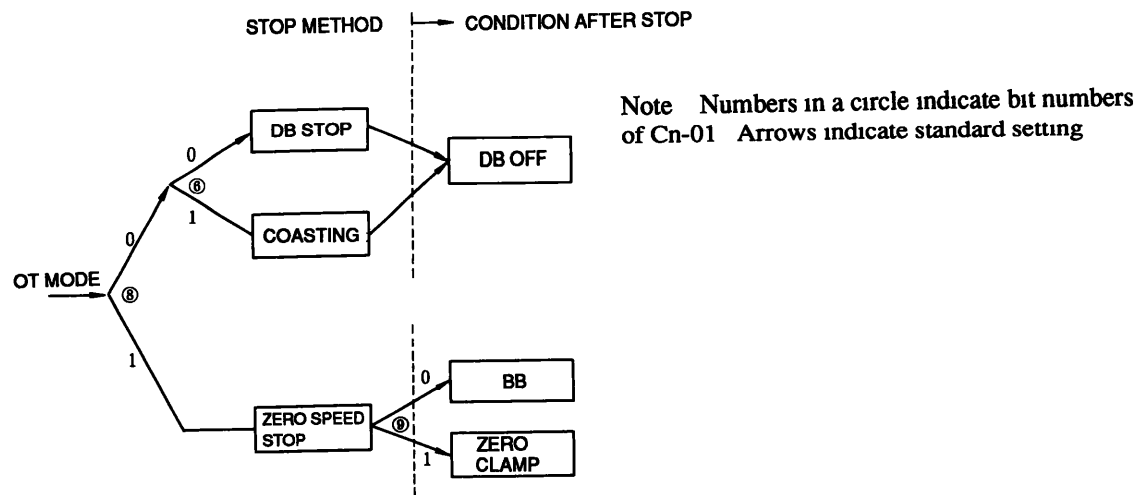 STOP METHOD
CONDITION AFTER STOP
Note Numbers in a circle indicate bit numbers
of Cn-01 Arrows indicate standard setting
DB STOP
0
⑥
1
DB OFF
COASTING
0
OT MODE
⑧
1
0
BB
ZERO SPEED
STOP
⑨
1
ZERO
CLAMP